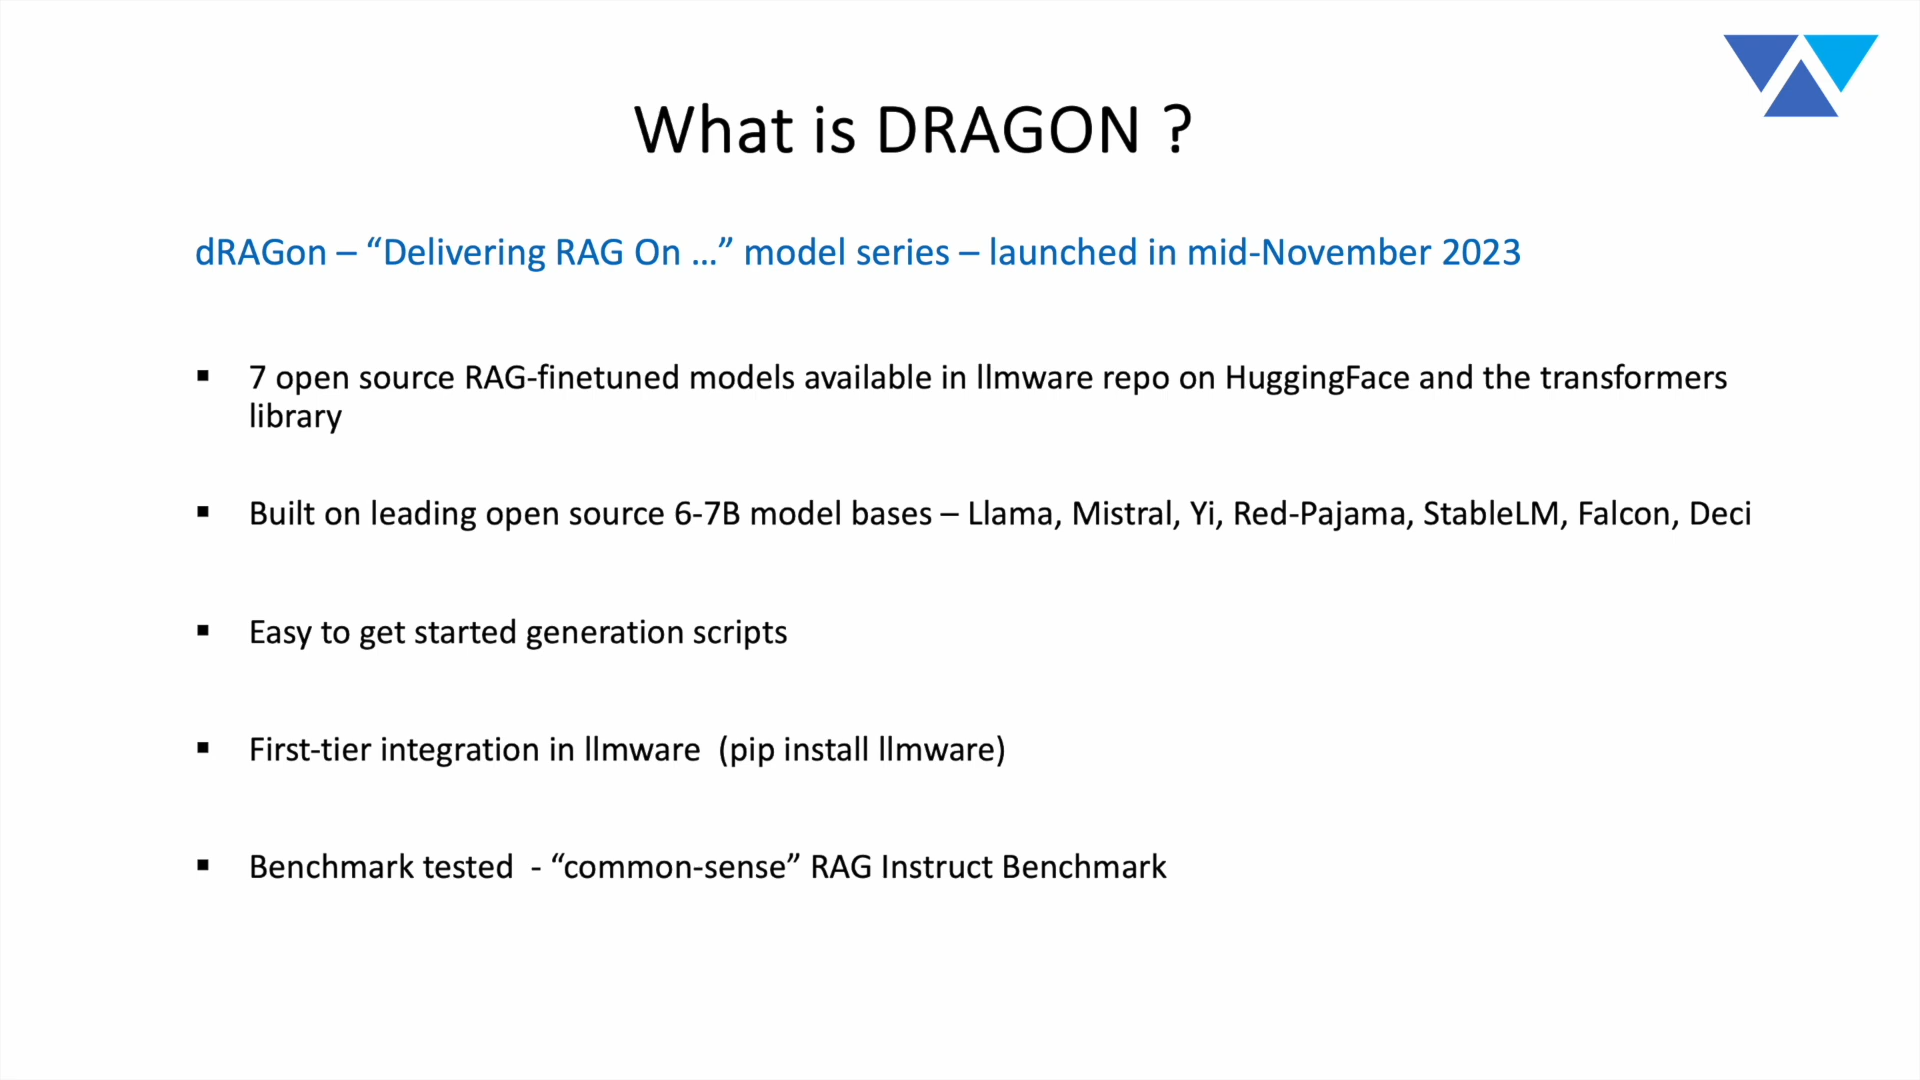 What is DRAGON ?
dRAGon – “Delivering RAG On …” model series – launched in mid-November 2023
▪ 7 open source RAG-finetuned models available in llmware repo on HuggingFace and the transformers
library
▪ Built on leading open source 6-7B model bases – Llama, Mistral, Yi, Red-Pajama, StableLM, Falcon, Deci
▪ Easy to get started generation scripts
▪ First-tier integration in llmware  (pip install llmware)
▪ Benchmark tested  - “common-sense” RAG Instruct Benchmark